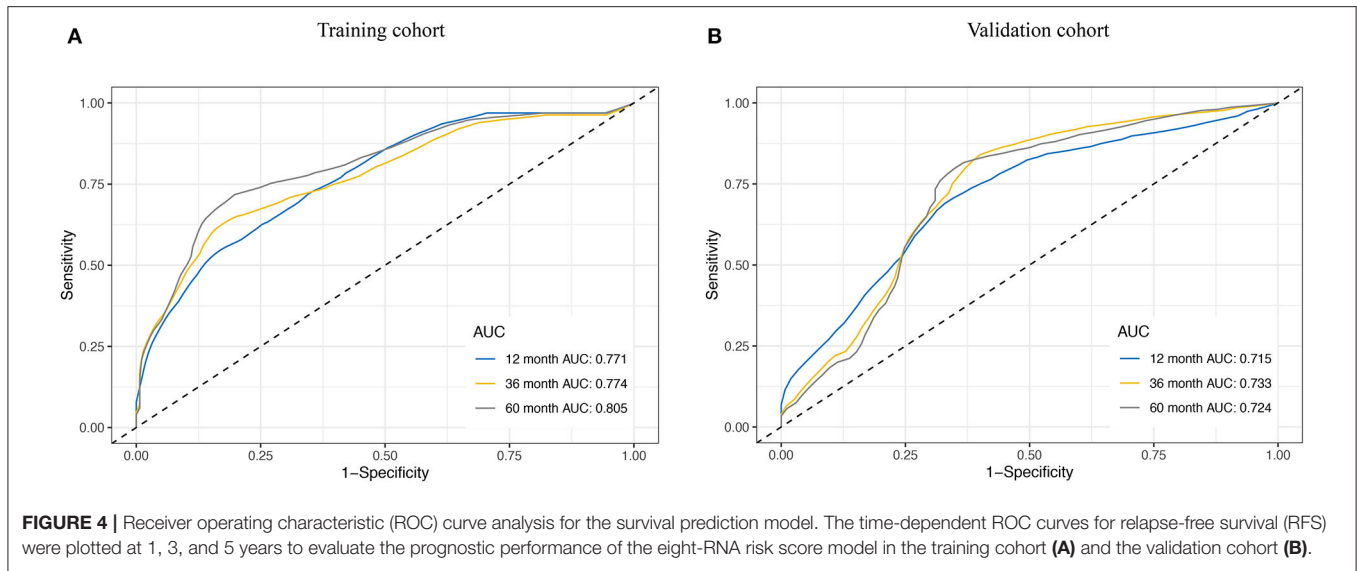 A
Training cohort
1.00
0.75
0.50
0.25
0.00
Sensitivity
0.00 0.25 0.50 0.75 1.00
1−Specificity
AUC
12 month AUC: 0.771
36 month AUC: 0.774
60 month AUC: 0.805
B
Validation cohort
1.00
0.75
0.50
0.25
0.00
Sensitivity
0.00 0.25 0.50 0.75 1.00
1−Specificity
AUC
12 month AUC: 0.715
36 month AUC: 0.733
60 month AUC: 0.724
FIGURE 4 | Receiver operating characteristic (ROC) curve analysis for the survival prediction model. The time-dependent ROC curves for relapse-free survival (RFS)
were plotted at 1, 3, and 5 years to evaluate the prognostic performance of the eight-RNA risk score model in the training cohort (A) and the validation cohort (B).